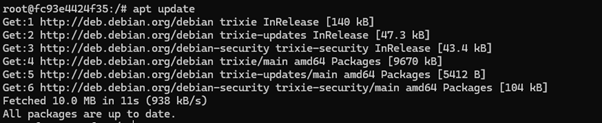 root@fc93e4424f35:/# apt update
Get:1 http://deb.debian.org/debian trixie InRelease [140 kB]
Get:2 http://deb.debian.org/debian trixie-updates InRelease [47.3 kB]
Get:3 http://deb.debian.org/debian-security trixie-security InRelease [43.4 kB]
Get:4 http://deb.debian.org/debian trixie/main amd64 Packages [9670 kB]
Get:5 http://deb.debian.org/debian trixie-updates/main amd64 Packages [5412 B]
Get:6 http://deb.debian.org/debian-security trixie-security/main amd64 Packages [104 kB]
Fetched 10.0 MB in 11s (938 kB/s)
All packages are up to date.